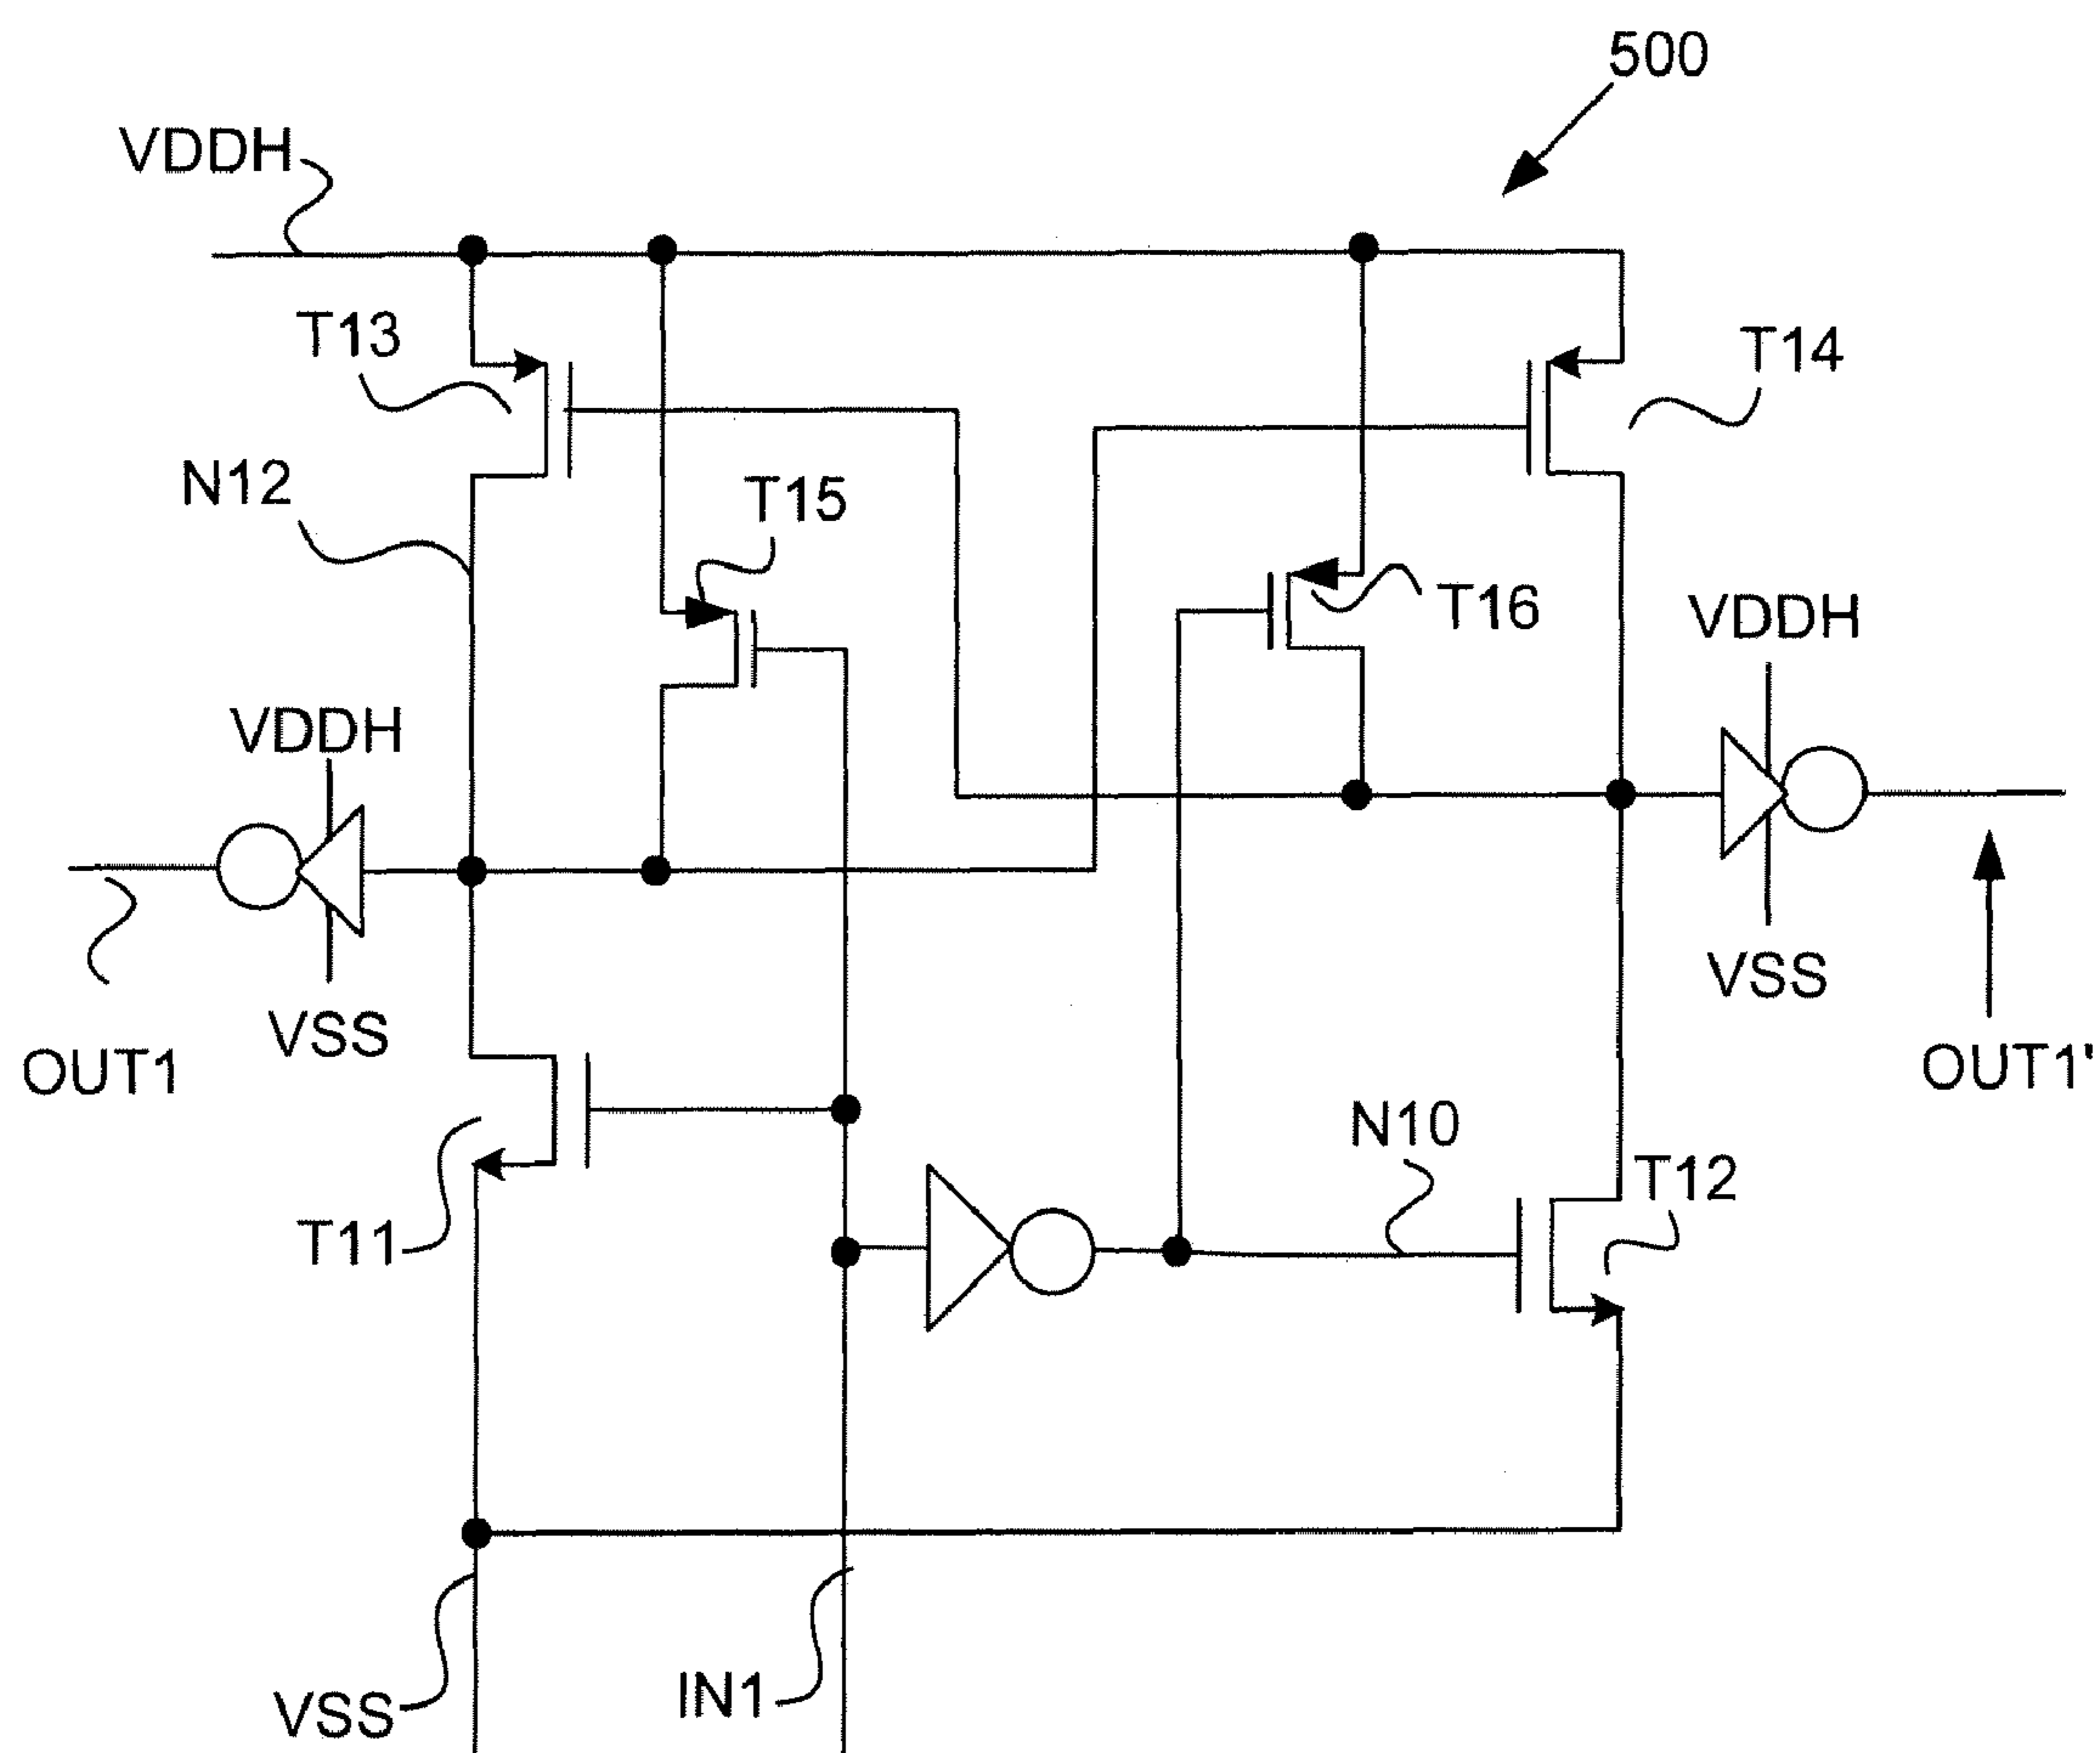 500
VDDH
T13
T14
N12
T15
T16
VDDH
VDDH
VSS
VSS
OUT1
OUT1'
N10
T12
T11
IN1
VSS